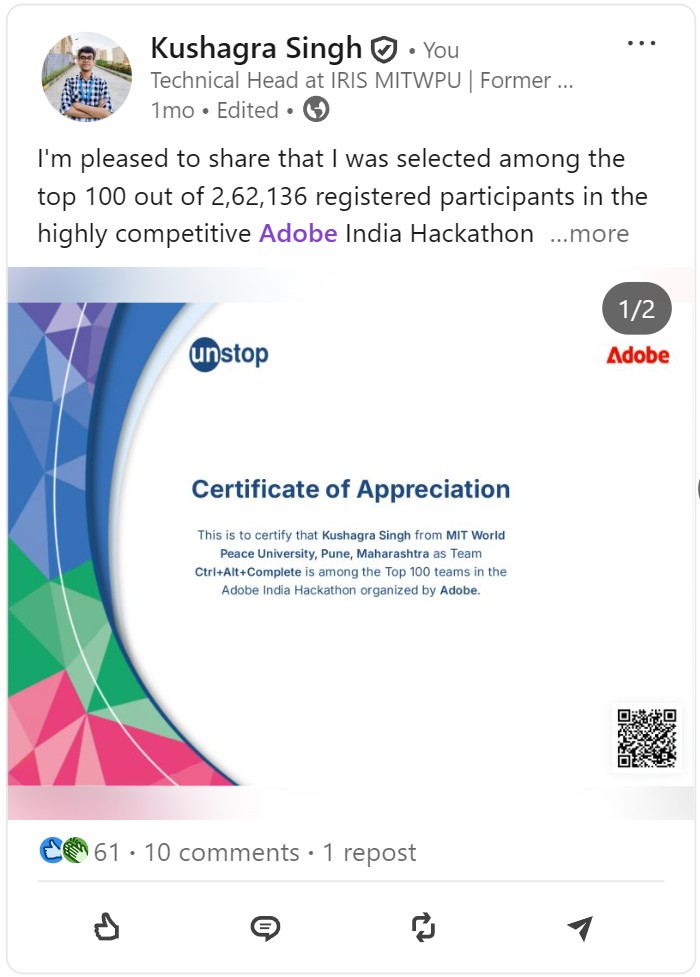 Kushagra Singh • You
Technical Head at IRIS MITWPU | Former ...
1mo • Edited •
I'm pleased to share that I was selected among the
top 100 out of 2,62,136 registered participants in the
highly competitive Adobe India Hackathon ...more
1/2
unstop
Adobe
Certificate of Appreciation
This is to certify that Kushagra Singh from MIT World
Peace University, Pune, Maharashtra as Team
Ctrl+Alt+Complete is among the Top 100 teams in the
Adobe India Hackathon organized by Adobe.
61 • 10 comments • 1 repost